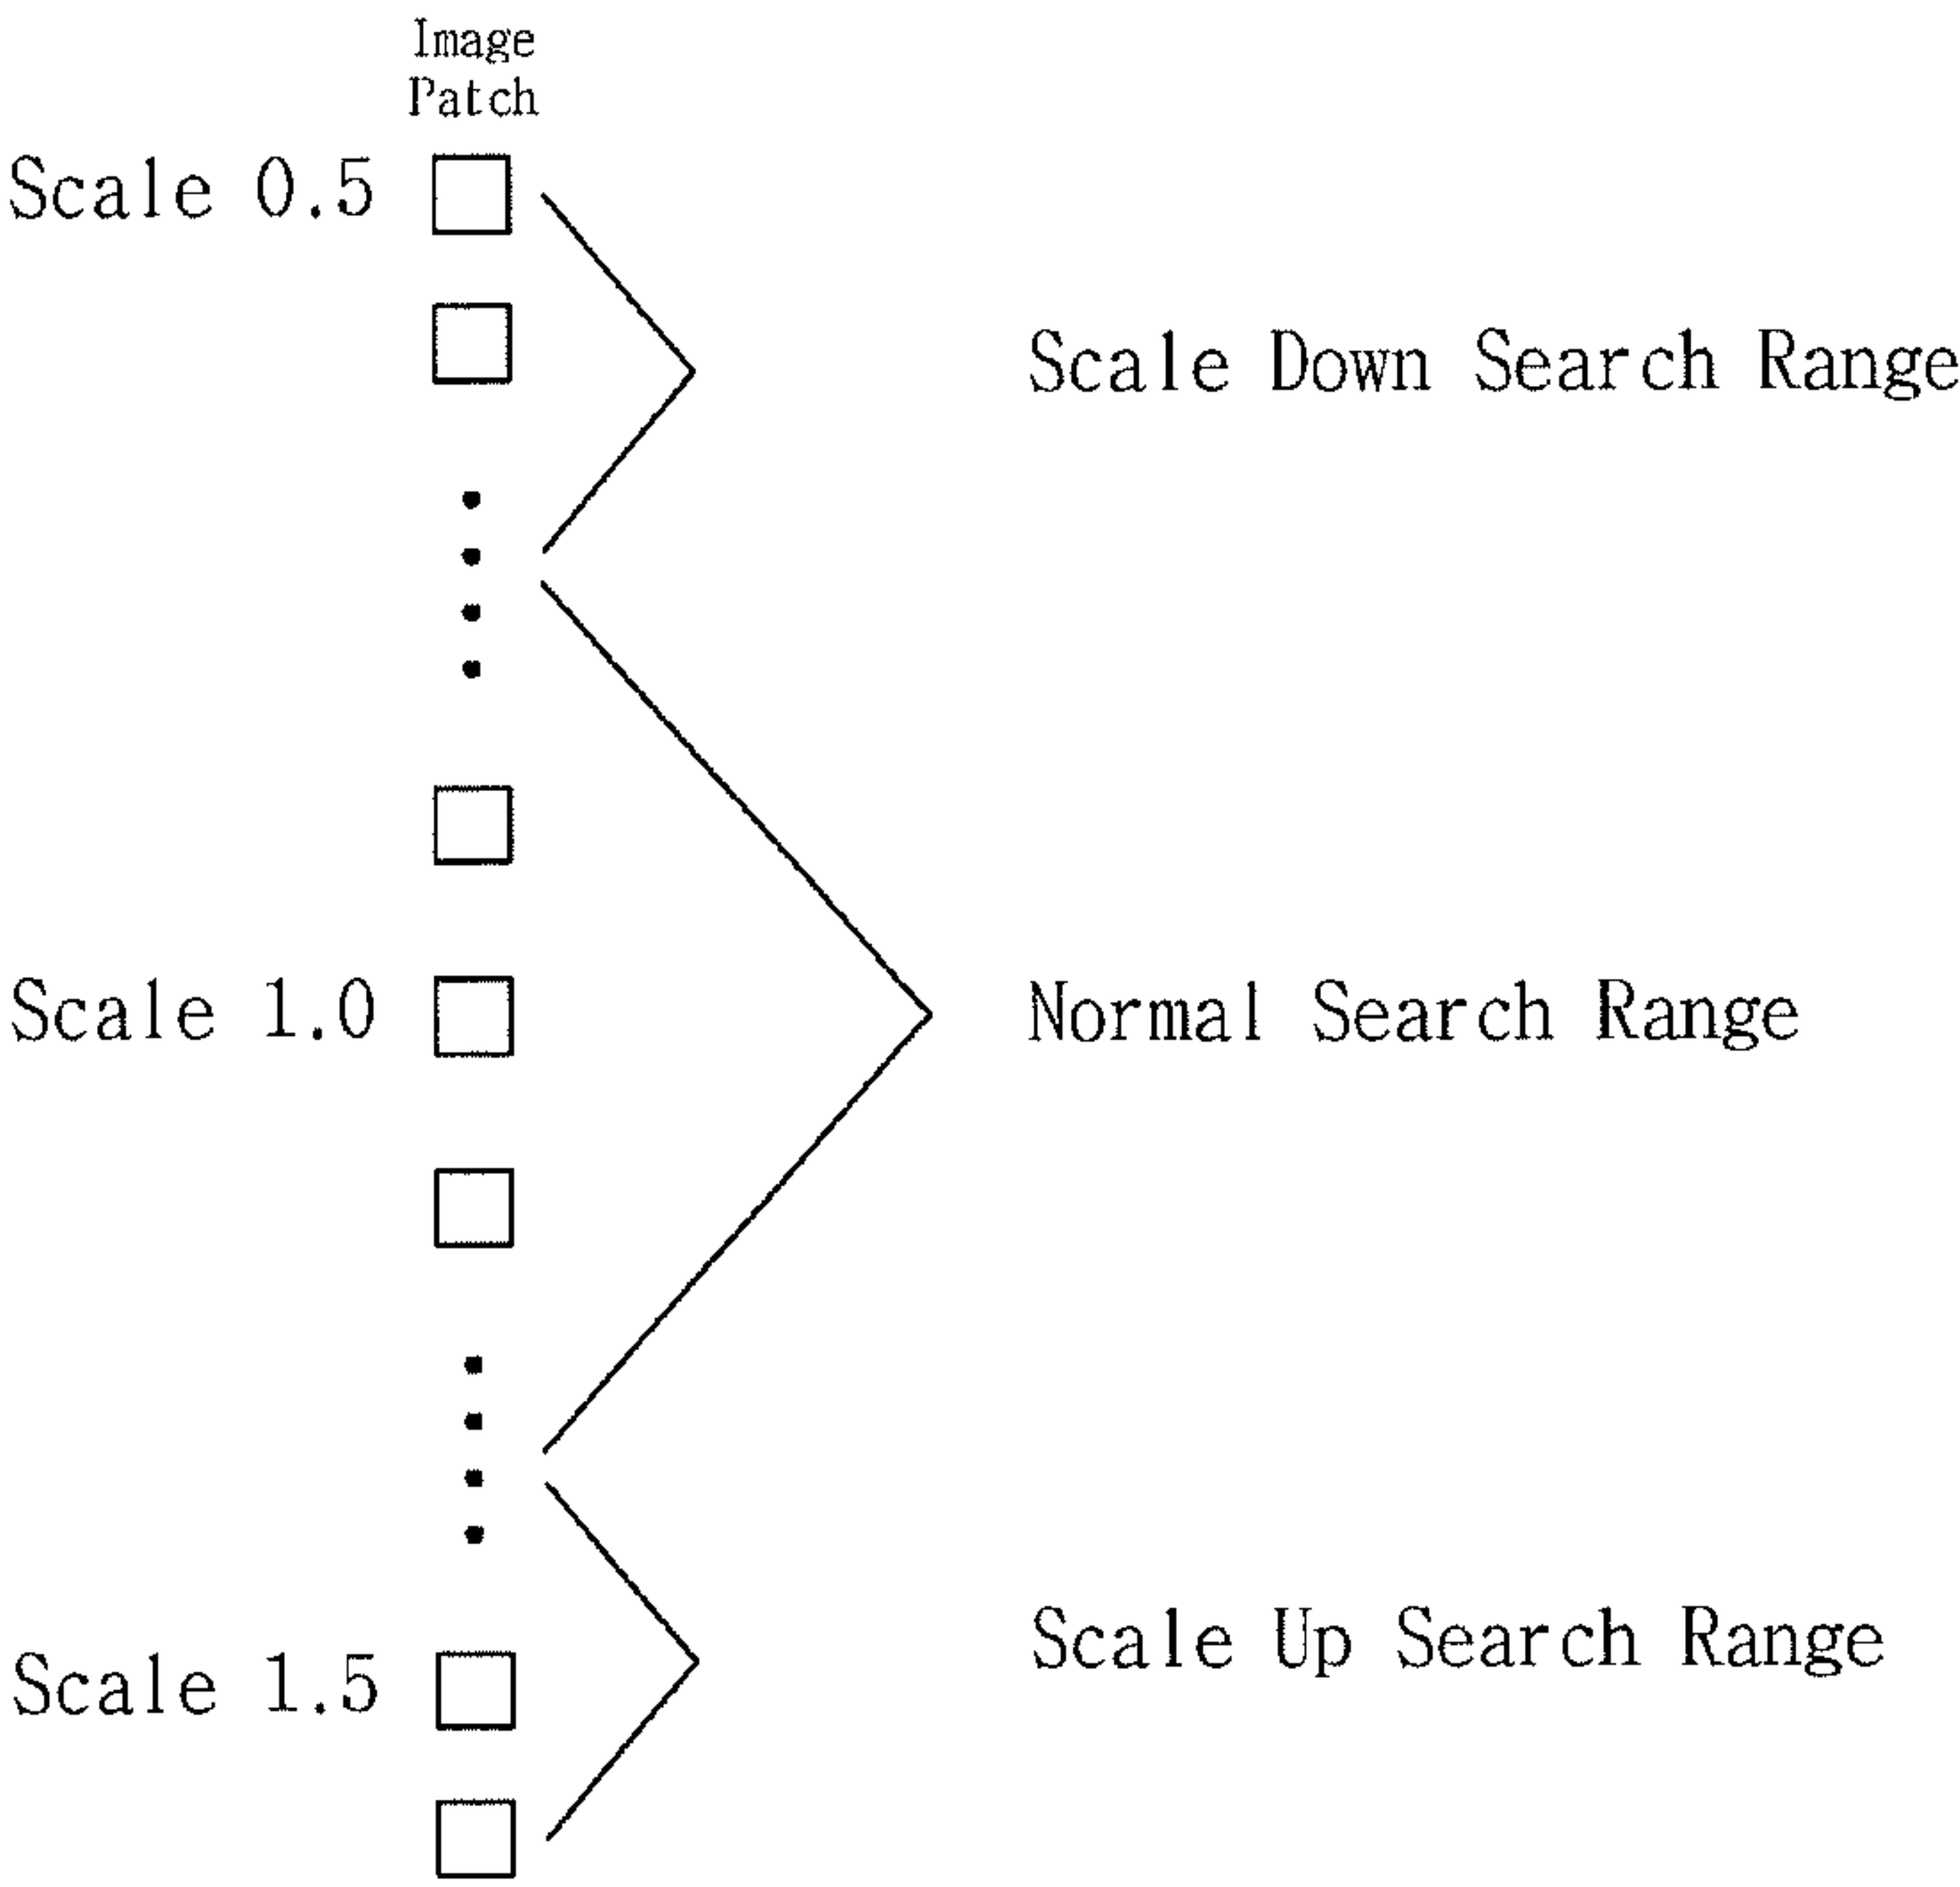 Image
Patch
Scale 0.5
Scale Down Search Range
Scale 1.0
Normal Search Range
Scale Up Search Range
Scale 1.5